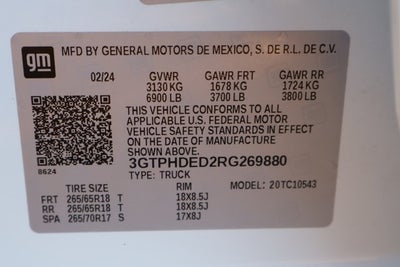 gm MFD BY GENERAL MOTORS DE MEXICO, S. DE R.L. DE C.V.
02/24 GVWR GAWR FRT GAWR RR
3130 KG 1678 KG 1724 KG
6900 LB 3700 LB 3800 LB
THIS VEHICLE CONFORMS TO ALL
APPLICABLE U.S. FEDERAL MOTOR
VEHICLE SAFETY STANDARDS IN EFFECT
ON THE DATE OF MANUFACTURE
SHOWN ABOVE.
3GTPHDED2RG269880
8624 TYPE: TRUCK
TIRE SIZE RIM MODEL: 20TC10543
FRT 265/65R18 T 18X8.5J
RR 265/65R18 T 18X8.5J
SPA 265/70R17 S 17X8J